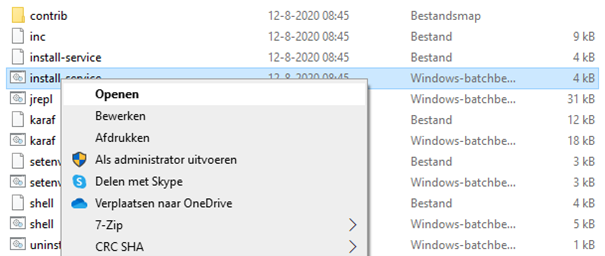 contrib 12-8-2020 08:45 Bestandsmap
inc 12-8-2020 08:45 Bestand 9 kB
install-service 12-8-2020 08:45 Bestand 4 kB
install-service 12-8-2020 08:45 Windows-batchbe... 4 kB
jrepl Openen Windows-batchbe... 31 kB
karaf Bewerken Bestand 12 kB
karaf Afdrukken Windows-batchbe... 18 kB
setenv Als administrator uitvoeren Bestand 3 kB
setenv Delen met Skype Windows-batchbe... 3 kB
shell Verplaatsen naar OneDrive Bestand 4 kB
shell 7-Zip Windows-batchbe... 5 kB
uninst CRC SHA Windows-batchbe... 1 kB